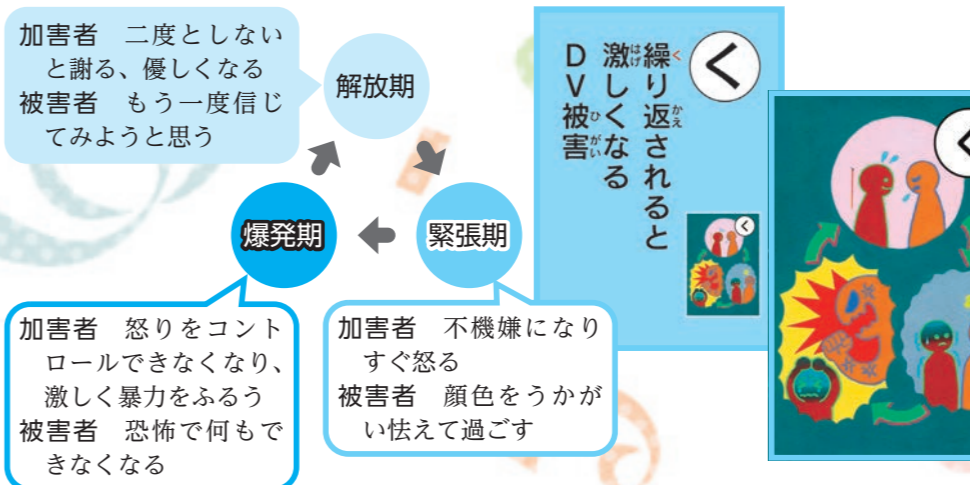 加害者　二度としない
と謝る、優しくなる
被害者　もう一度信じ
てみようと思う
解放期
爆発期
緊張期
加害者　怒りをコント
ロールできなくなり、
激しく暴力をふるう
被害者　恐怖で何もで
きなくなる
加害者　不機嫌になり
すぐ怒る
被害者　顔色をうかが
い怯えて過ごす
く
繰り返されると
激しくなる
DV被害
く
く